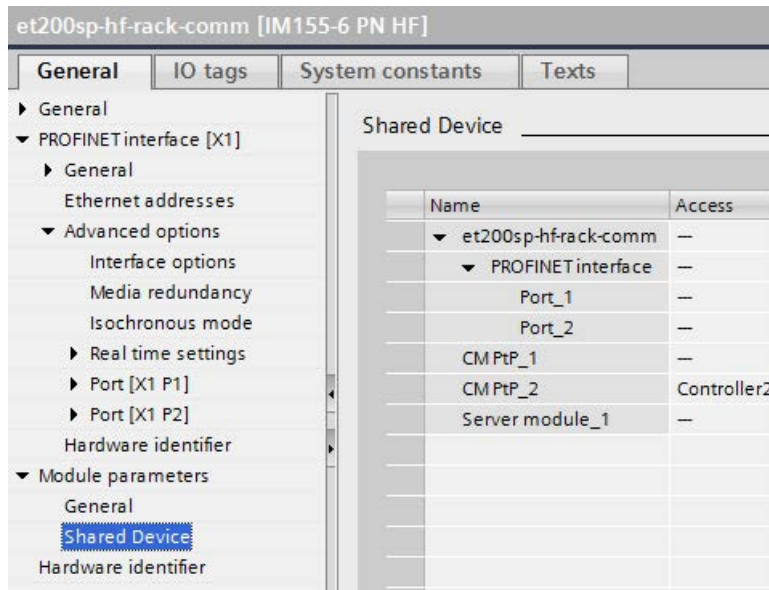 et200sp-hf-rack-comm [IM155-6 PN HF]
General IO tags System constants Texts
General
PROFINET interface [X1]
General
Ethernet addresses
Advanced options
Interface options
Media redundancy
Isochronous mode
Real time settings
Port [X1 P1]
Port [X1 P2]
Hardware identifier
Module parameters
General
Shared Device
Hardware identifier
Shared Device
Name Access
et200sp-hf-rack-comm —
PROFINET interface —
Port_1 —
Port_2 —
CM PtP_1 —
CM PtP_2 Controller2
Server module_1 —